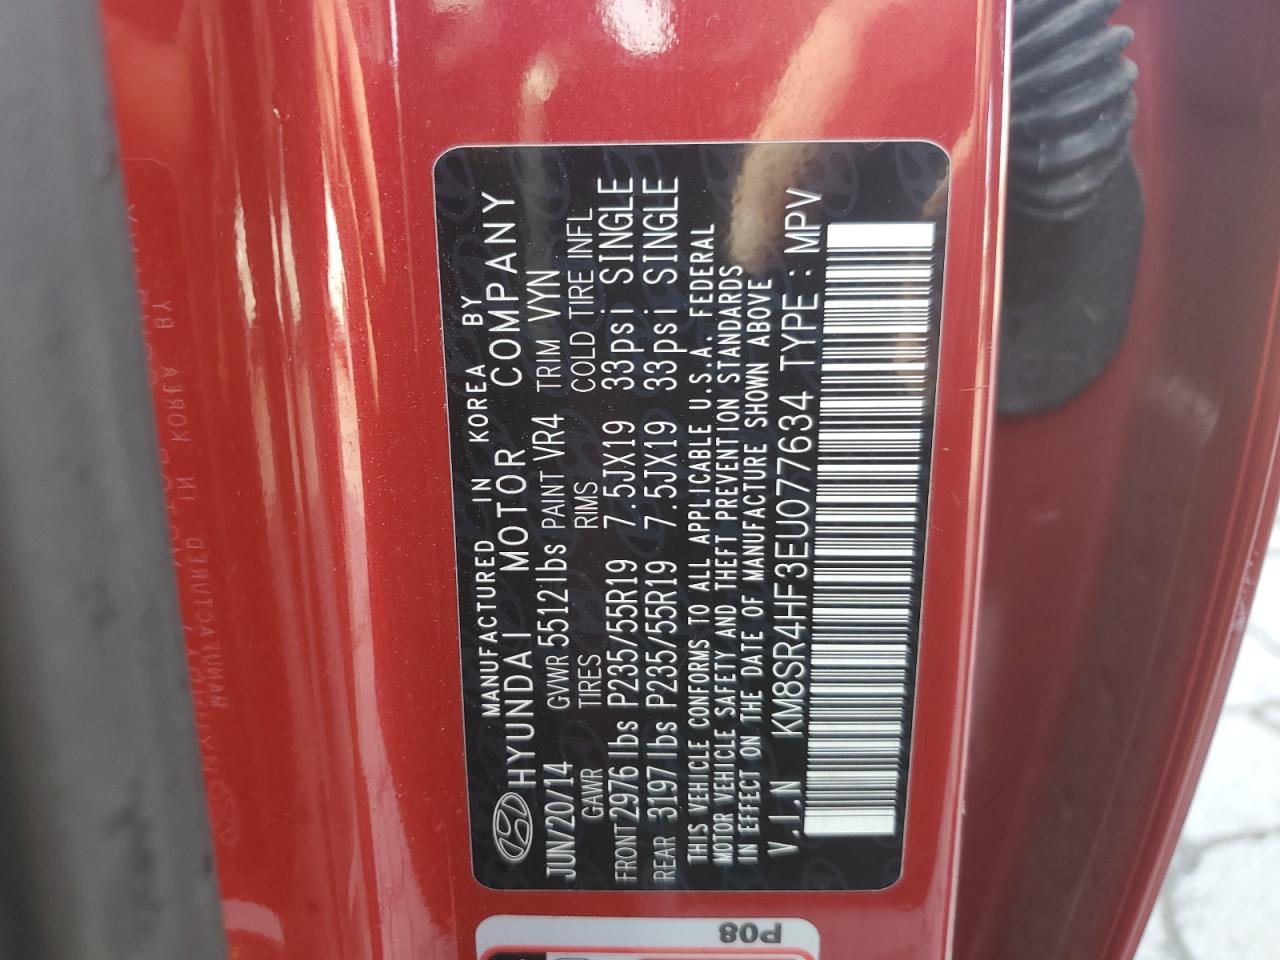 MANUFACTURED IN KOREA BY
HYUNDAI MOTOR COMPANY
JUN/20/14 GVWR 5512 lbs PAINT VR4 TRIM VYN
GAWR TIRES RIMS COLD TIRE INFL
FRONT 2976 lbs P235/55R19 7.5JX19 33psi SINGLE
REAR 3197 lbs P235/55R19 7.5JX19 33psi SINGLE
THIS VEHICLE CONFORMS TO ALL APPLICABLE U.S.A. FEDERAL
MOTOR VEHICLE SAFETY AND THEFT PREVENTION STANDARDS
IN EFFECT ON THE DATE OF MANUFACTURE SHOWN ABOVE
V.I.N KM8SR4HF3EU077634 TYPE : MPV
P08